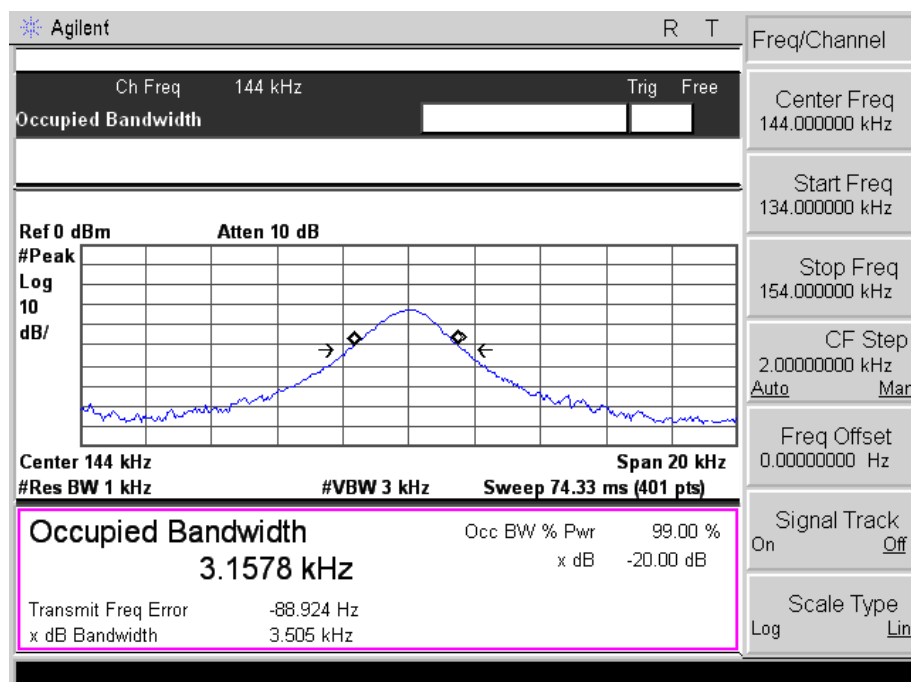 Agilent R T
Ch Freq 144 kHz Trig Free
Occupied Bandwidth
Ref 0 dBm Atten 10 dB
#Peak
Log
10
dB/
Center 144 kHz Span 20 kHz
#Res BW 1 kHz #VBW 3 kHz Sweep 74.33 ms (401 pts)
Occupied Bandwidth Occ BW % Pwr 99.00 %
3.1578 kHz x dB -20.00 dB
Transmit Freq Error -88.924 Hz
x dB Bandwidth 3.505 kHz
Freq/Channel
Center Freq
144.000000 kHz
Start Freq
134.000000 kHz
Stop Freq
154.000000 kHz
CF Step
2.00000000 kHz
Auto Mar
Freq Offset
0.00000000 Hz
Signal Track
On Off
Scale Type
Log Lin